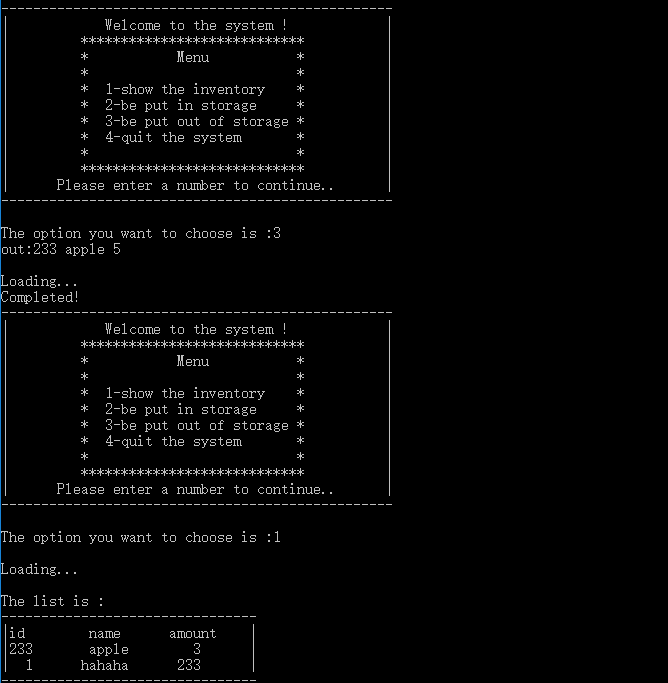 Welcome to the system !
***************************
* Menu *
* *
* 1-show the inventory *
* 2-be put in storage *
* 3-be put out of storage *
* 4-quit the system *
* *
***************************
Please enter a number to continue..
The option you want to choose is :3
out:233 apple 5
Loading...
Completed!
Welcome to the system !
***************************
* Menu *
* *
* 1-show the inventory *
* 2-be put in storage *
* 3-be put out of storage *
* 4-quit the system *
* *
***************************
Please enter a number to continue..
The option you want to choose is :1
Loading...
The list is :
id name amount
233 apple 3
1 hahaha 233